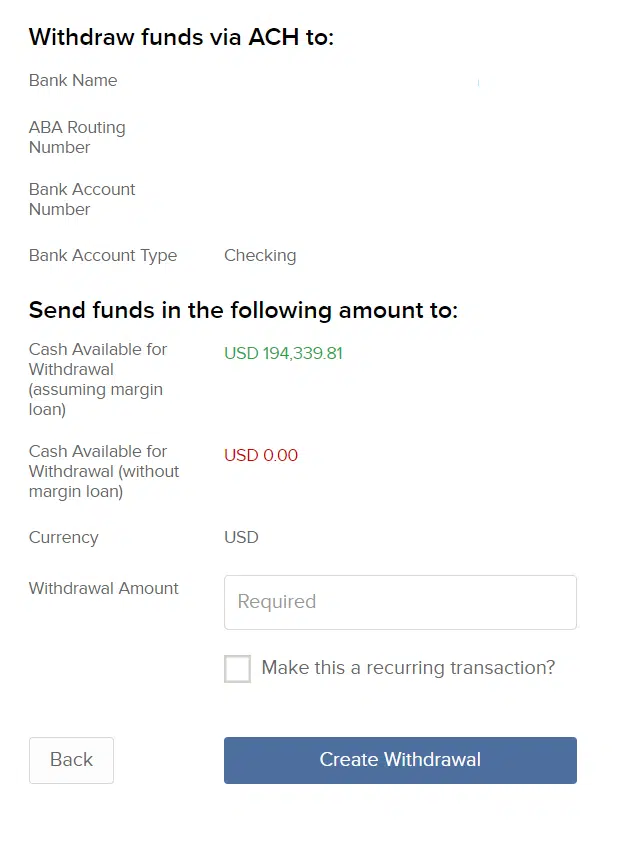 Withdraw funds via ACH to:
Bank Name
ABA Routing
Number
Bank Account
Number
Bank Account Type Checking
Send funds in the following amount to:
Cash Available for
Withdrawal
(assuming margin
loan)
USD 194,339.81
Cash Available for
Withdrawal (without
margin loan)
USD 0.00
Currency USD
Withdrawal Amount Required
Make this a recurring transaction?
Back Create Withdrawal